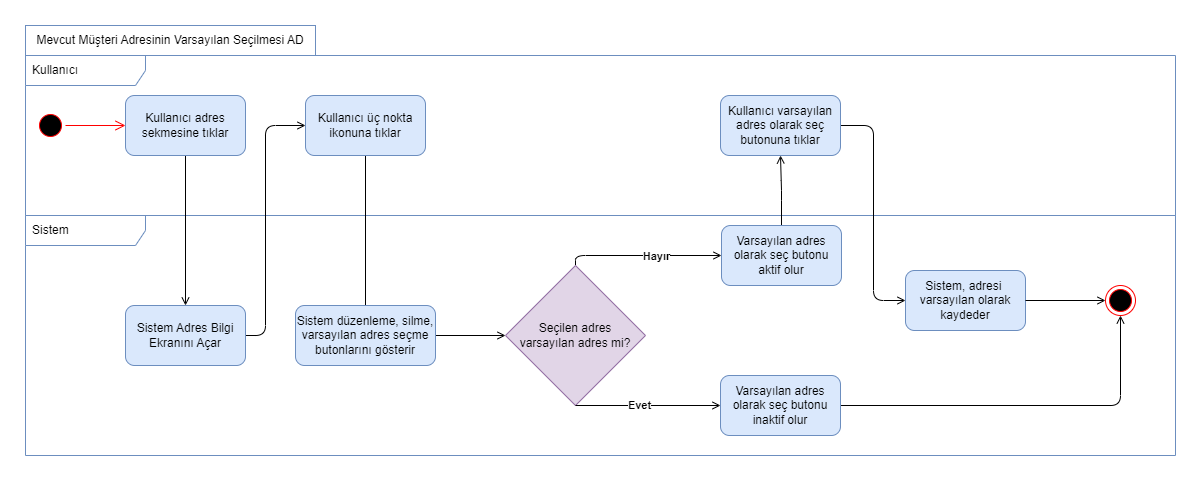 Mevcut Müşteri Adresinin Varsayılan Seçilmesi AD
Kullanıcı
Kullanıcı adres
sekmesine tıklar
Kullanıcı üç nokta
ikonuna tıklar
Kullanıcı varsayılan
adres olarak seç
butonuna tıklar
Sistem
Sistem Adres Bilgi
Ekranını Açar
Sistem düzenleme, silme,
varsayılan adres seçme
butonlarını gösterir
Seçilen adres
varsayılan adres mi?
Hayır
Varsayılan adres
olarak seç butonu
aktif olur
Sistem, adresi
varsayılan olarak
kaydeder
Evet
Varsayılan adres
olarak seç butonu
inaktif olur